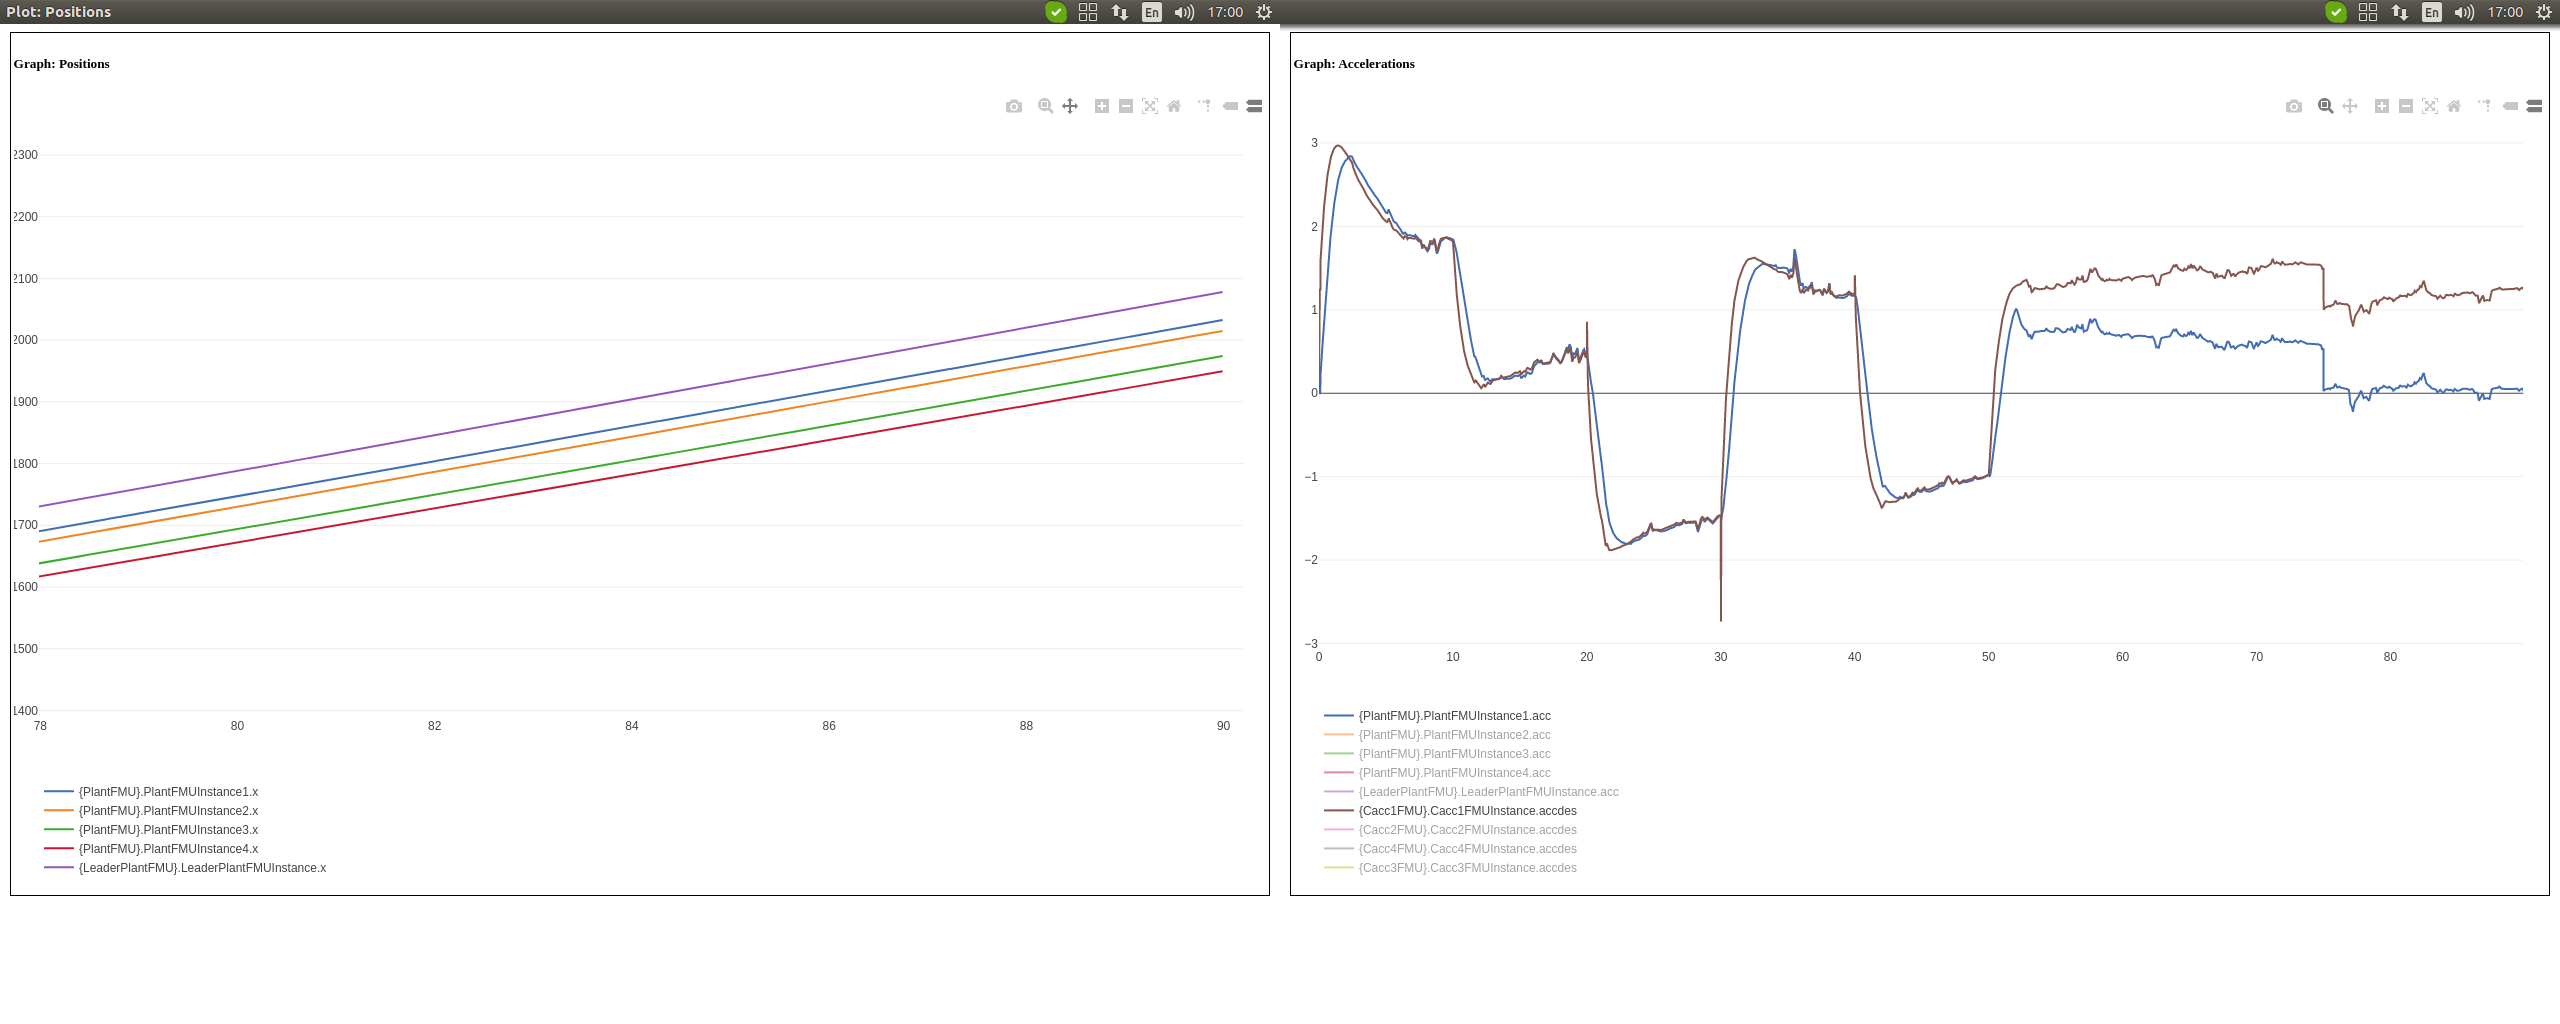 Plot: Positions
En
17:00
En
17:00
Graph: Positions
2300
2200
2100
2000
1900
1800
1700
1600
1500
1400
78
80
82
84
86
88
90
{PlantFMU}.PlantFMUInstance1.x
{PlantFMU}.PlantFMUInstance2.x
{PlantFMU}.PlantFMUInstance3.x
{PlantFMU}.PlantFMUInstance4.x
{LeaderPlantFMU}.LeaderPlantFMUInstance.x
Graph: Accelerations
3
2
1
0
−1
−2
−3
0
10
20
30
40
50
60
70
80
{PlantFMU}.PlantFMUInstance1.acc
{PlantFMU}.PlantFMUInstance2.acc
{PlantFMU}.PlantFMUInstance3.acc
{PlantFMU}.PlantFMUInstance4.acc
{LeaderPlantFMU}.LeaderPlantFMUInstance.acc
{Cacc1FMU}.Cacc1FMUInstance.accdes
{Cacc2FMU}.Cacc2FMUInstance.accdes
{Cacc4FMU}.Cacc4FMUInstance.accdes
{Cacc3FMU}.Cacc3FMUInstance.accdes